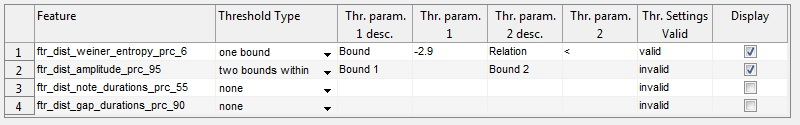 Feature Threshold Type Thr. param. 1 desc. Thr. param. 1 Thr. param. 2 desc. Thr. param. 2 Thr. Settings Valid Display
1 ftr_dist_weiner_entropy_prc_6 one bound Bound -2.9 Relation < valid
2 ftr_dist_amplitude_prc_95 two bounds within Bound 1 Bound 2 invalid
3 ftr_dist_note_durations_prc_55 none invalid
4 ftr_dist_gap_durations_prc_90 none invalid